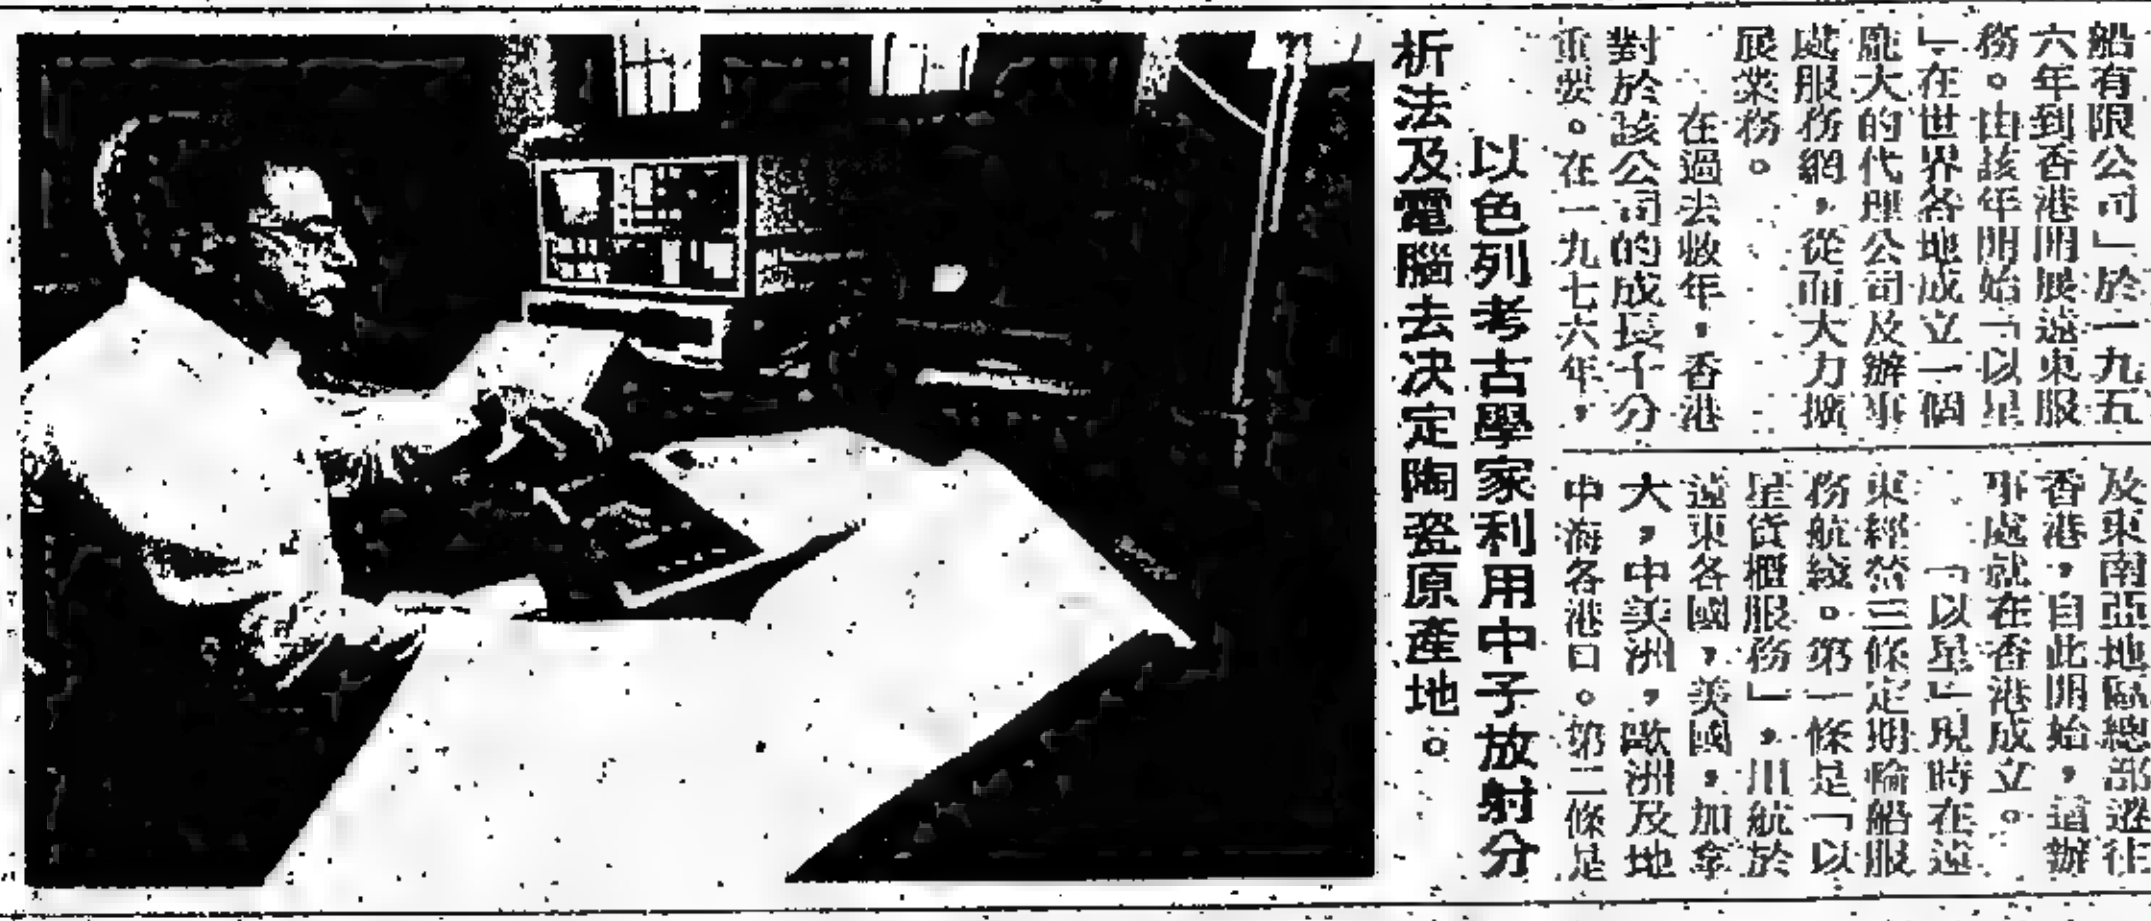 船有限公司」於一九五
六年到香港開展遠東服
務。由該年開始「以星
」在世界各地成立一個
龐大的代理公司及辦事
處服務網，從而大力擴
展業務。
在過去數年，香港
對於該公司的成長十分
重要。在一九七六年，
及東南亞地區總部遷往
香港，自此開始，這辦
事處就在香港成立。
「以星」現時在遠
東經營三條定期輪船服
務航綫。第一條是「以
星貨櫃服務」，川航於
遠東各國，美國，加拿
大，中美洲，歐洲及地
中海各港口。第二條是
以色列考古學家利用中子放射分
析法及電腦去決定陶瓷原產地。